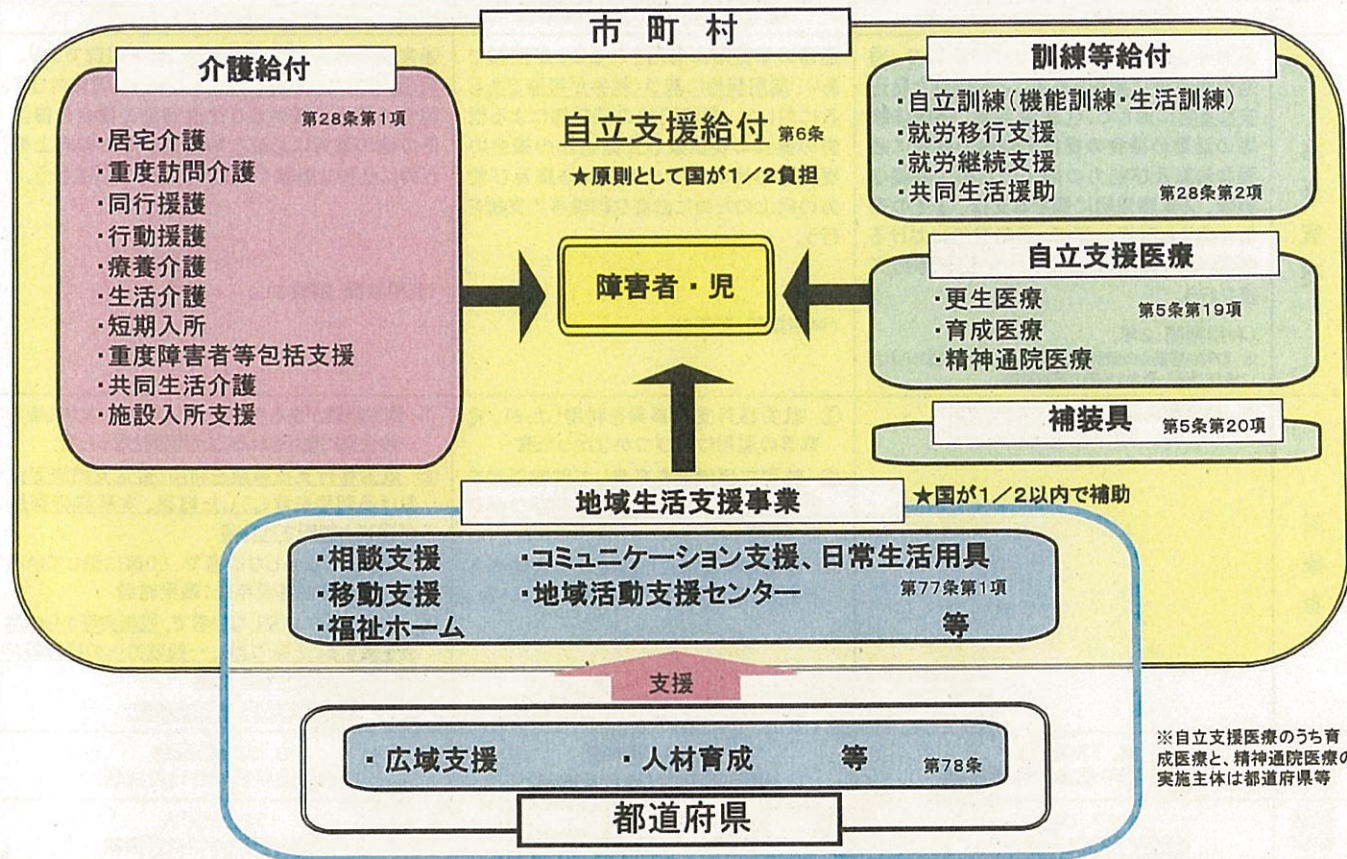 市町村
介護給付
第28条第1項
・居宅介護
・重度訪問介護
・同行援護
・行動援護
・療養介護
・生活介護
・短期入所
・重度障害者等包括支援
・共同生活介護
・施設入所支援
自立支援給付 第6条
★原則として国が1/2負担
障害者・児
訓練等給付
・自立訓練(機能訓練・生活訓練)
・就労移行支援
・就労継続支援
・共同生活援助
第28条第2項
自立支援医療
・更生医療
第5条第19項
・育成医療
・精神通院医療
補装具 第5条第20項
地域生活支援事業
★国が1/2以内で補助
・相談支援 ・コミュニケーション支援、日常生活用具
・移動支援 ・地域活動支援センター 第77条第1項
・福祉ホーム 等
支援
・広域支援 ・人材育成 等 第78条
都道府県
※自立支援医療のうち育
成医療と、精神通院医療の
実施主体は都道府県等